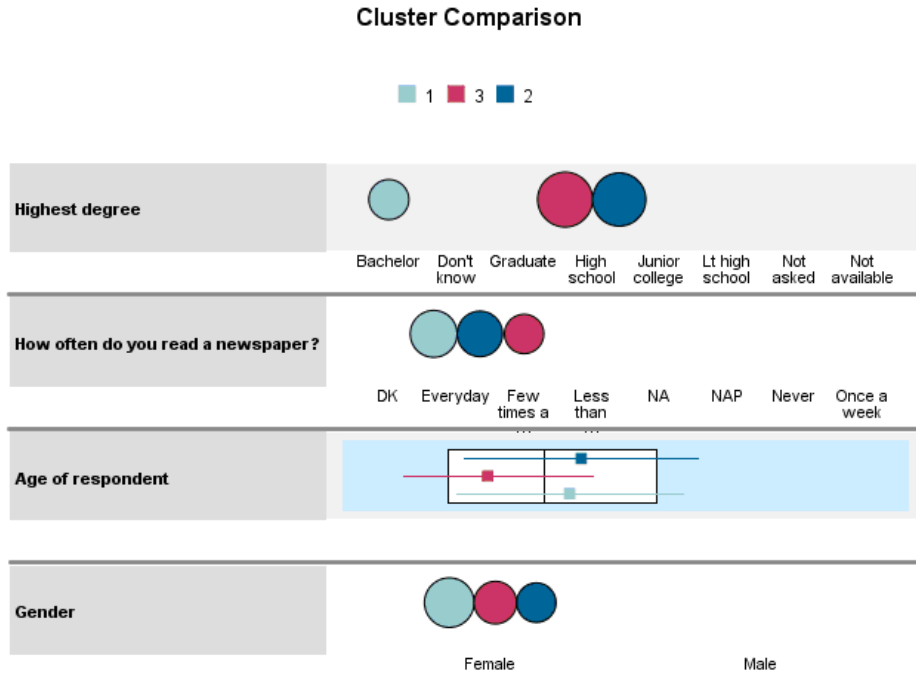 Cluster Comparison
1 3 2
Highest degree
Bachelor Don't know Graduate High school Junior college Lt high school Not asked Not available
How often do you read a newspaper?
DK Everyday Few times a ... Less than ... NA NAP Never Once a week
Age of respondent
Gender
Female Male